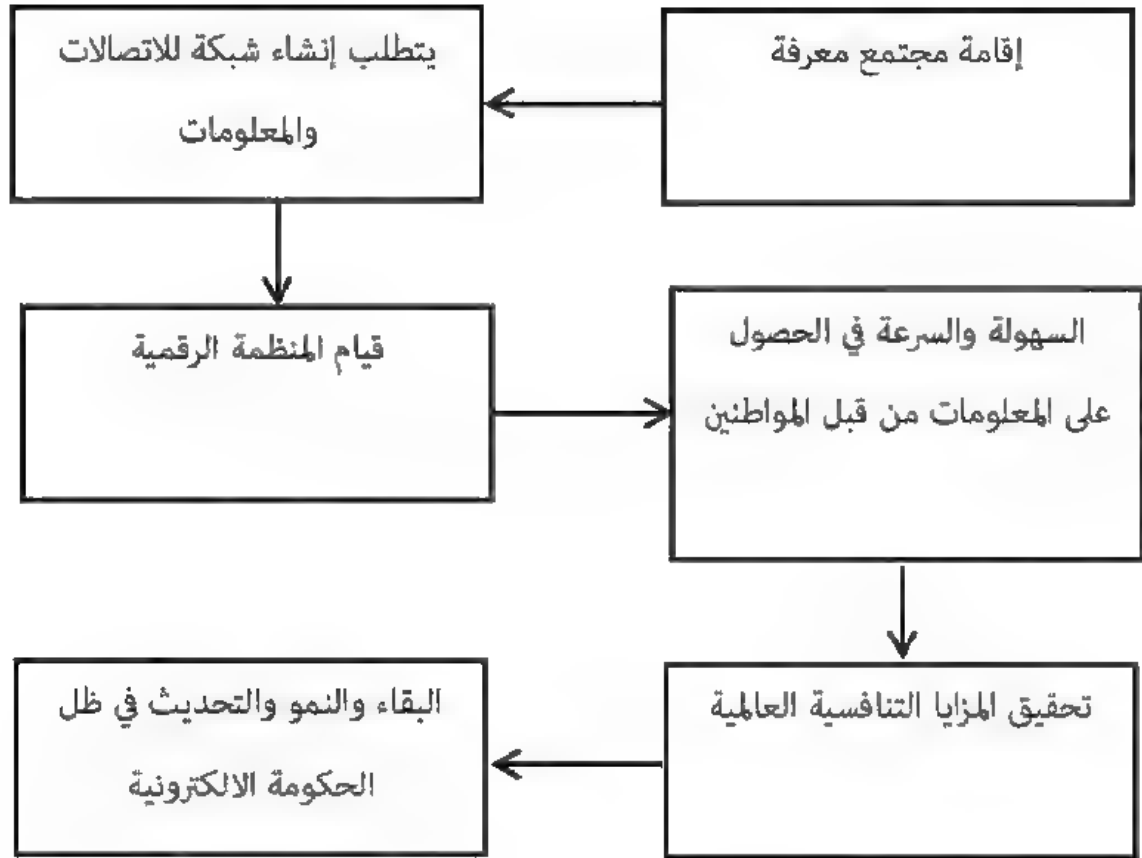 إقامة مجتمع معرفة
يتطلب إنشاء شبكة للاتصالات
والمعلومات
قيام المنظمة الرقمية
السهولة والسرعة في الحصول
على المعلومات من قبل المواطنين
تحقيق المزايا التنافسية العالمية
البقاء والنمو والتحديث في ظل
الحكومة الالكترونية